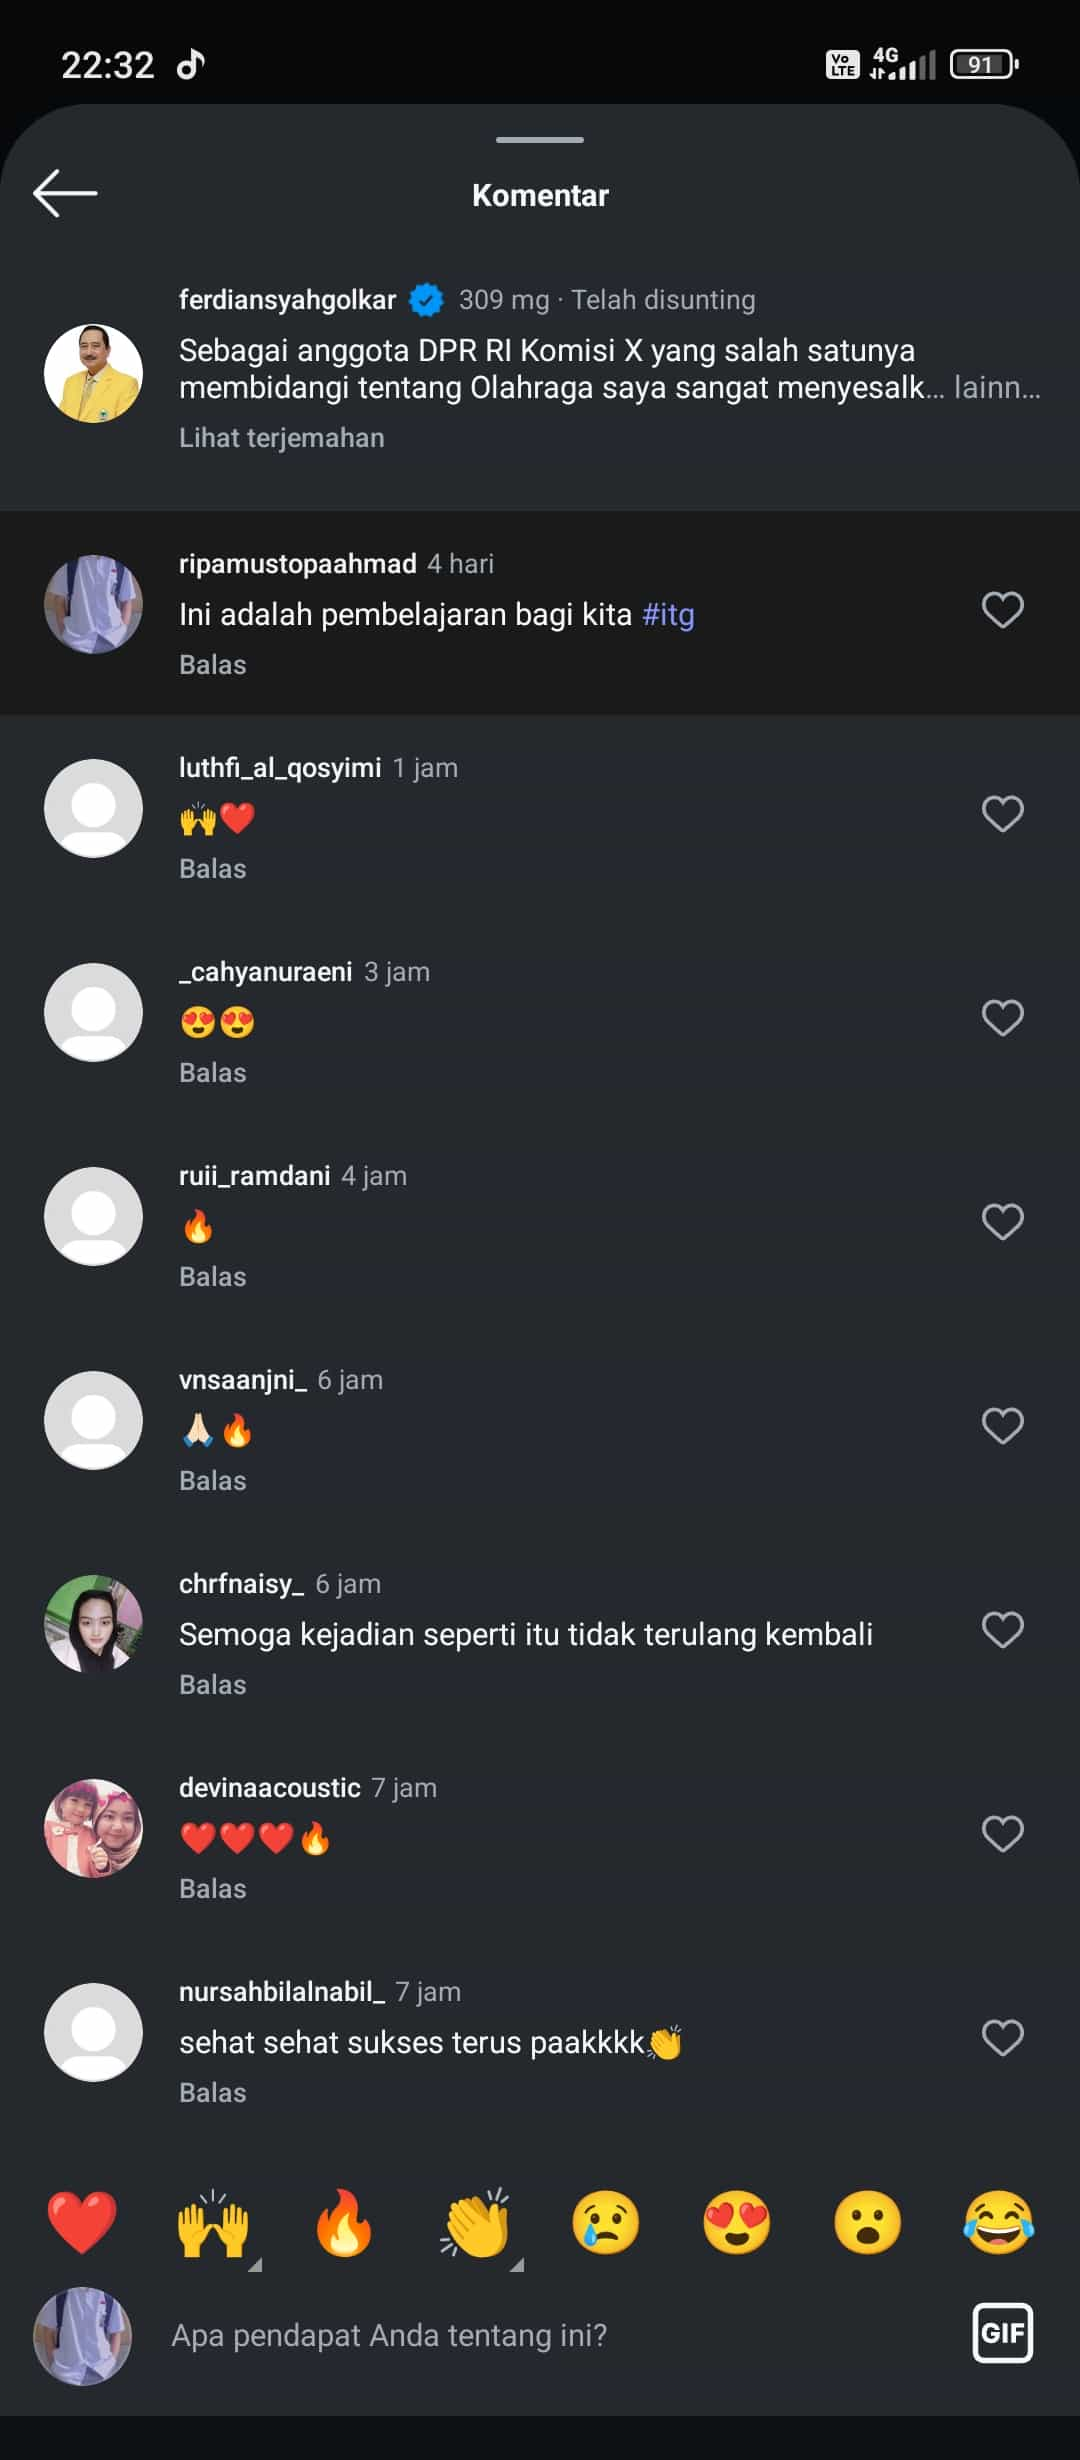 22:32
Vo LTE 4G 91
Komentar
ferdiansyahgolkar 309 mg · Telah disunting
Sebagai anggota DPR RI Komisi X yang salah satunya
membidangi tentang Olahraga saya sangat menyesalk... lainn...
Lihat terjemahan
ripamustopaahmad 4 hari
Ini adalah pembelajaran bagi kita #itg
Balas
luthfi_al_qosyimi 1 jam
🙌❤️
Balas
_cahyanuraeni 3 jam
😍😍
Balas
ruii_ramdani 4 jam
🔥
Balas
vnsaanjni_ 6 jam
🙏🏻🔥
Balas
chrfnaisy_ 6 jam
Semoga kejadian seperti itu tidak terulang kembali
Balas
devinaacoustic 7 jam
❤️❤️❤️🔥
Balas
nursahbilalnabil_ 7 jam
sehat sehat sukses terus paakkkk👏
Balas
❤️🙌🔥👏😢😍😮😂
Apa pendapat Anda tentang ini?
GIF